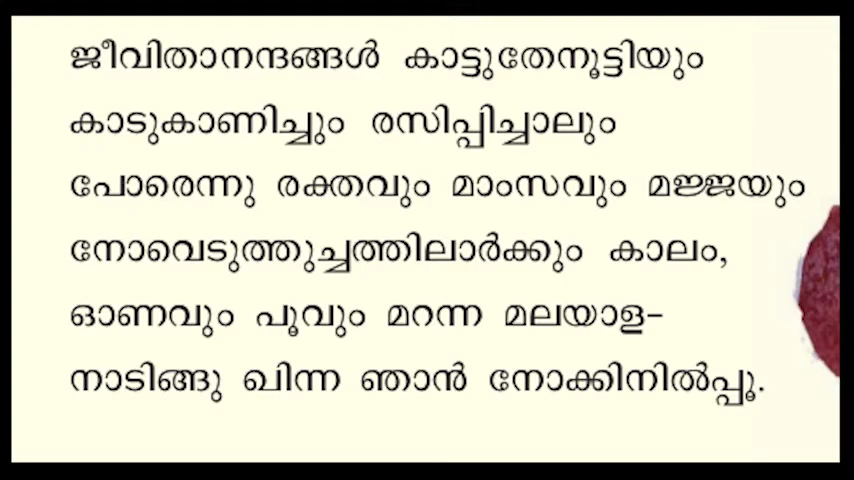 ജീവിതാനന്ദങ്ങൾ കാട്ടുതേനൂട്ടിയും
കാടുകാണിച്ചും രസിപ്പിച്ചാലും
പോരെന്നു രക്തവും മാംസവും മജ്ജയും
നോവെടുത്തുച്ചത്തിലാർക്കും കാലം,
ഓണവും പൂവും മറന്ന മലയാള-
നാടിങ്ങു ഖിന്ന ഞാൻ നോക്കിനിൽപ്പൂ.